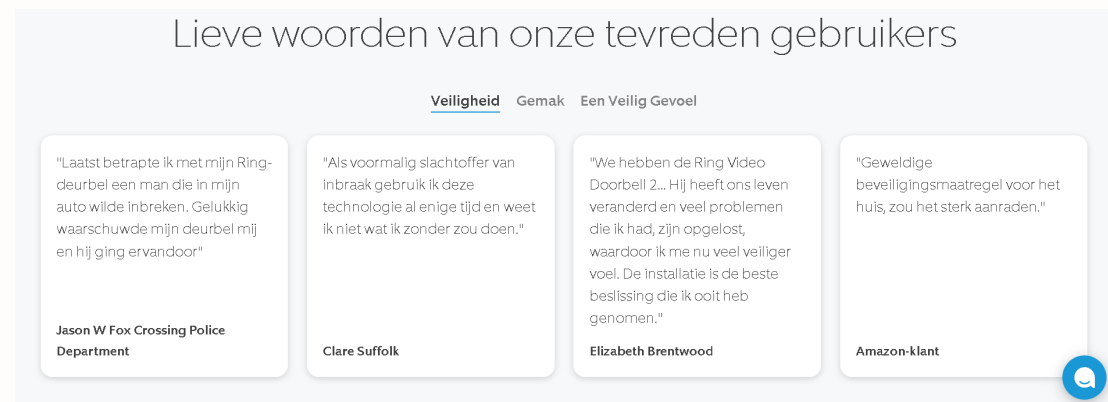 Lieve woorden van onze tevreden gebruikers
Veiligheid Gemak Een Veilig Gevoel
"Laatst betrapte ik met mijn Ring-
deurbel een man die in mijn
auto wilde inbreken. Gelukkig
waarschuwde mijn deurbel mij
en hij ging ervandoor"
Jason W Fox Crossing Police
Department
"Als voormalig slachtoffer van
inbraak gebruik ik deze
technologie al enige tijd en weet
ik niet wat ik zonder zou doen."
Clare Suffolk
"We hebben de Ring Video
Doorbell 2... Hij heeft ons leven
veranderd en veel problemen
die ik had, zijn opgelost,
waardoor ik me nu veel veiliger
voel. De installatie is de beste
beslissing die ik ooit heb
genomen."
Elizabeth Brentwood
"Geweldige
beveiligingsmaatregel voor het
huis, zou het sterk aanraden."
Amazon-klant